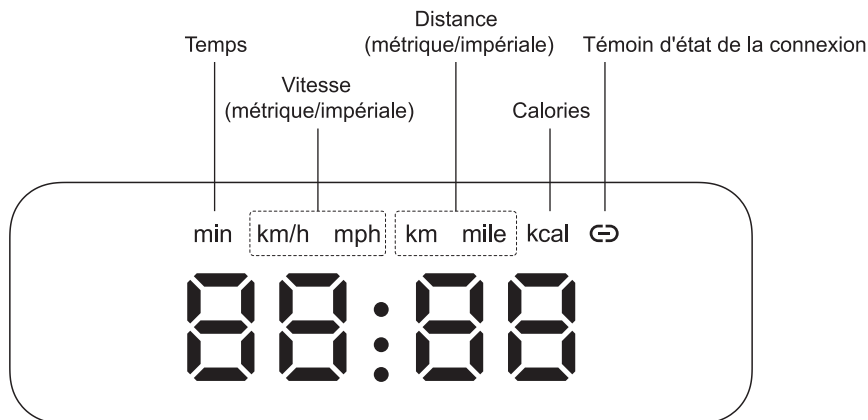 Distance
(métrique/impériale)
Temps
Témoin d'état de la connexion
Vitesse
(métrique/impériale)
Calories
min km/h mph km mile kcal
88:88